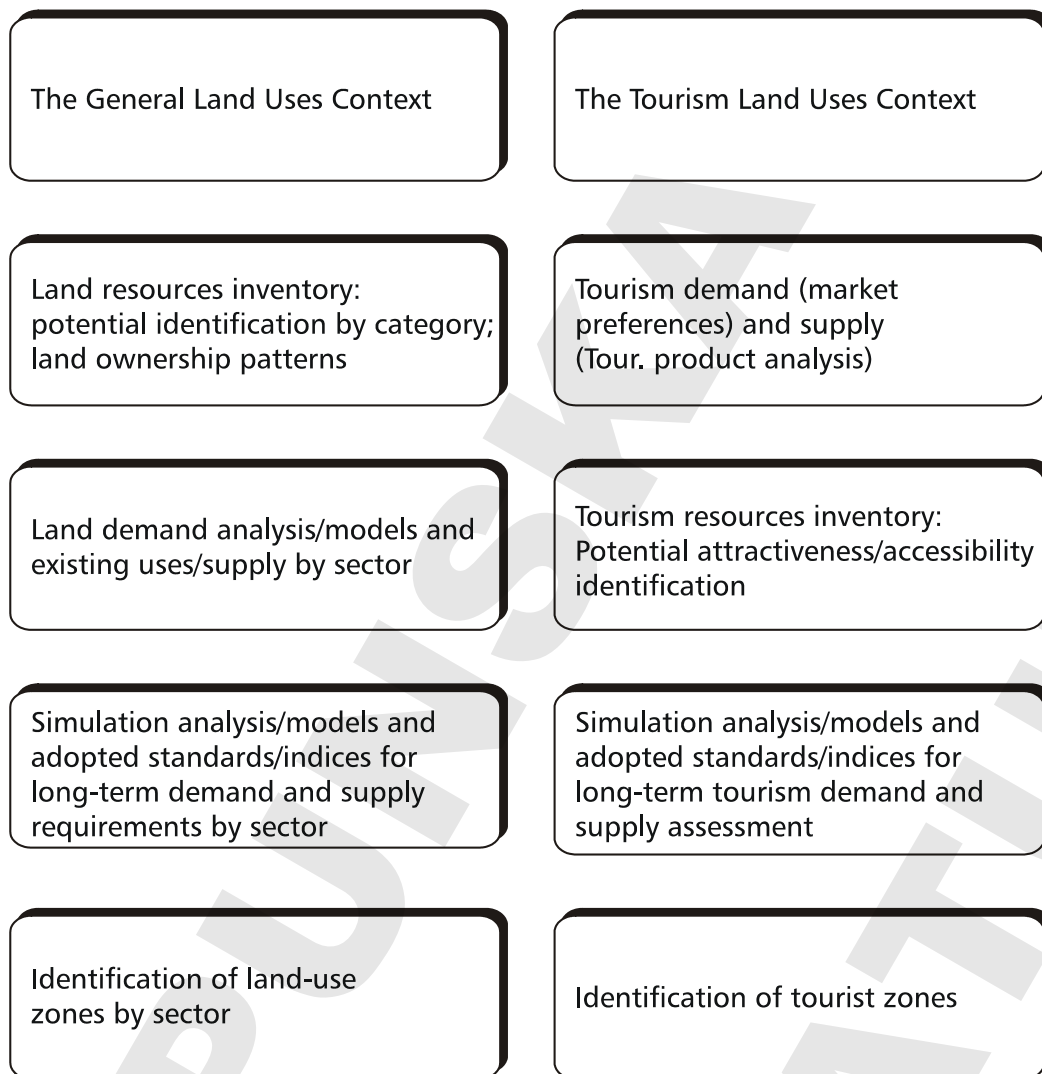 The General Land Uses Context
The Tourism Land Uses Context
Land resources inventory:
potential identification by category;
land ownership patterns
Tourism demand (market
preferences) and supply
(Tour. product analysis)
Land demand analysis/models and
existing uses/supply by sector
Tourism resources inventory:
Potential attractiveness/accessibility
identification
Simulation analysis/models and
adopted standards/indices for
long-term demand and supply
requirements by sector
Simulation analysis/models and
adopted standards/indices for
long-term tourism demand and
supply assessment
Identification of land-use
zones by sector
Identification of tourist zones
PUNSKA